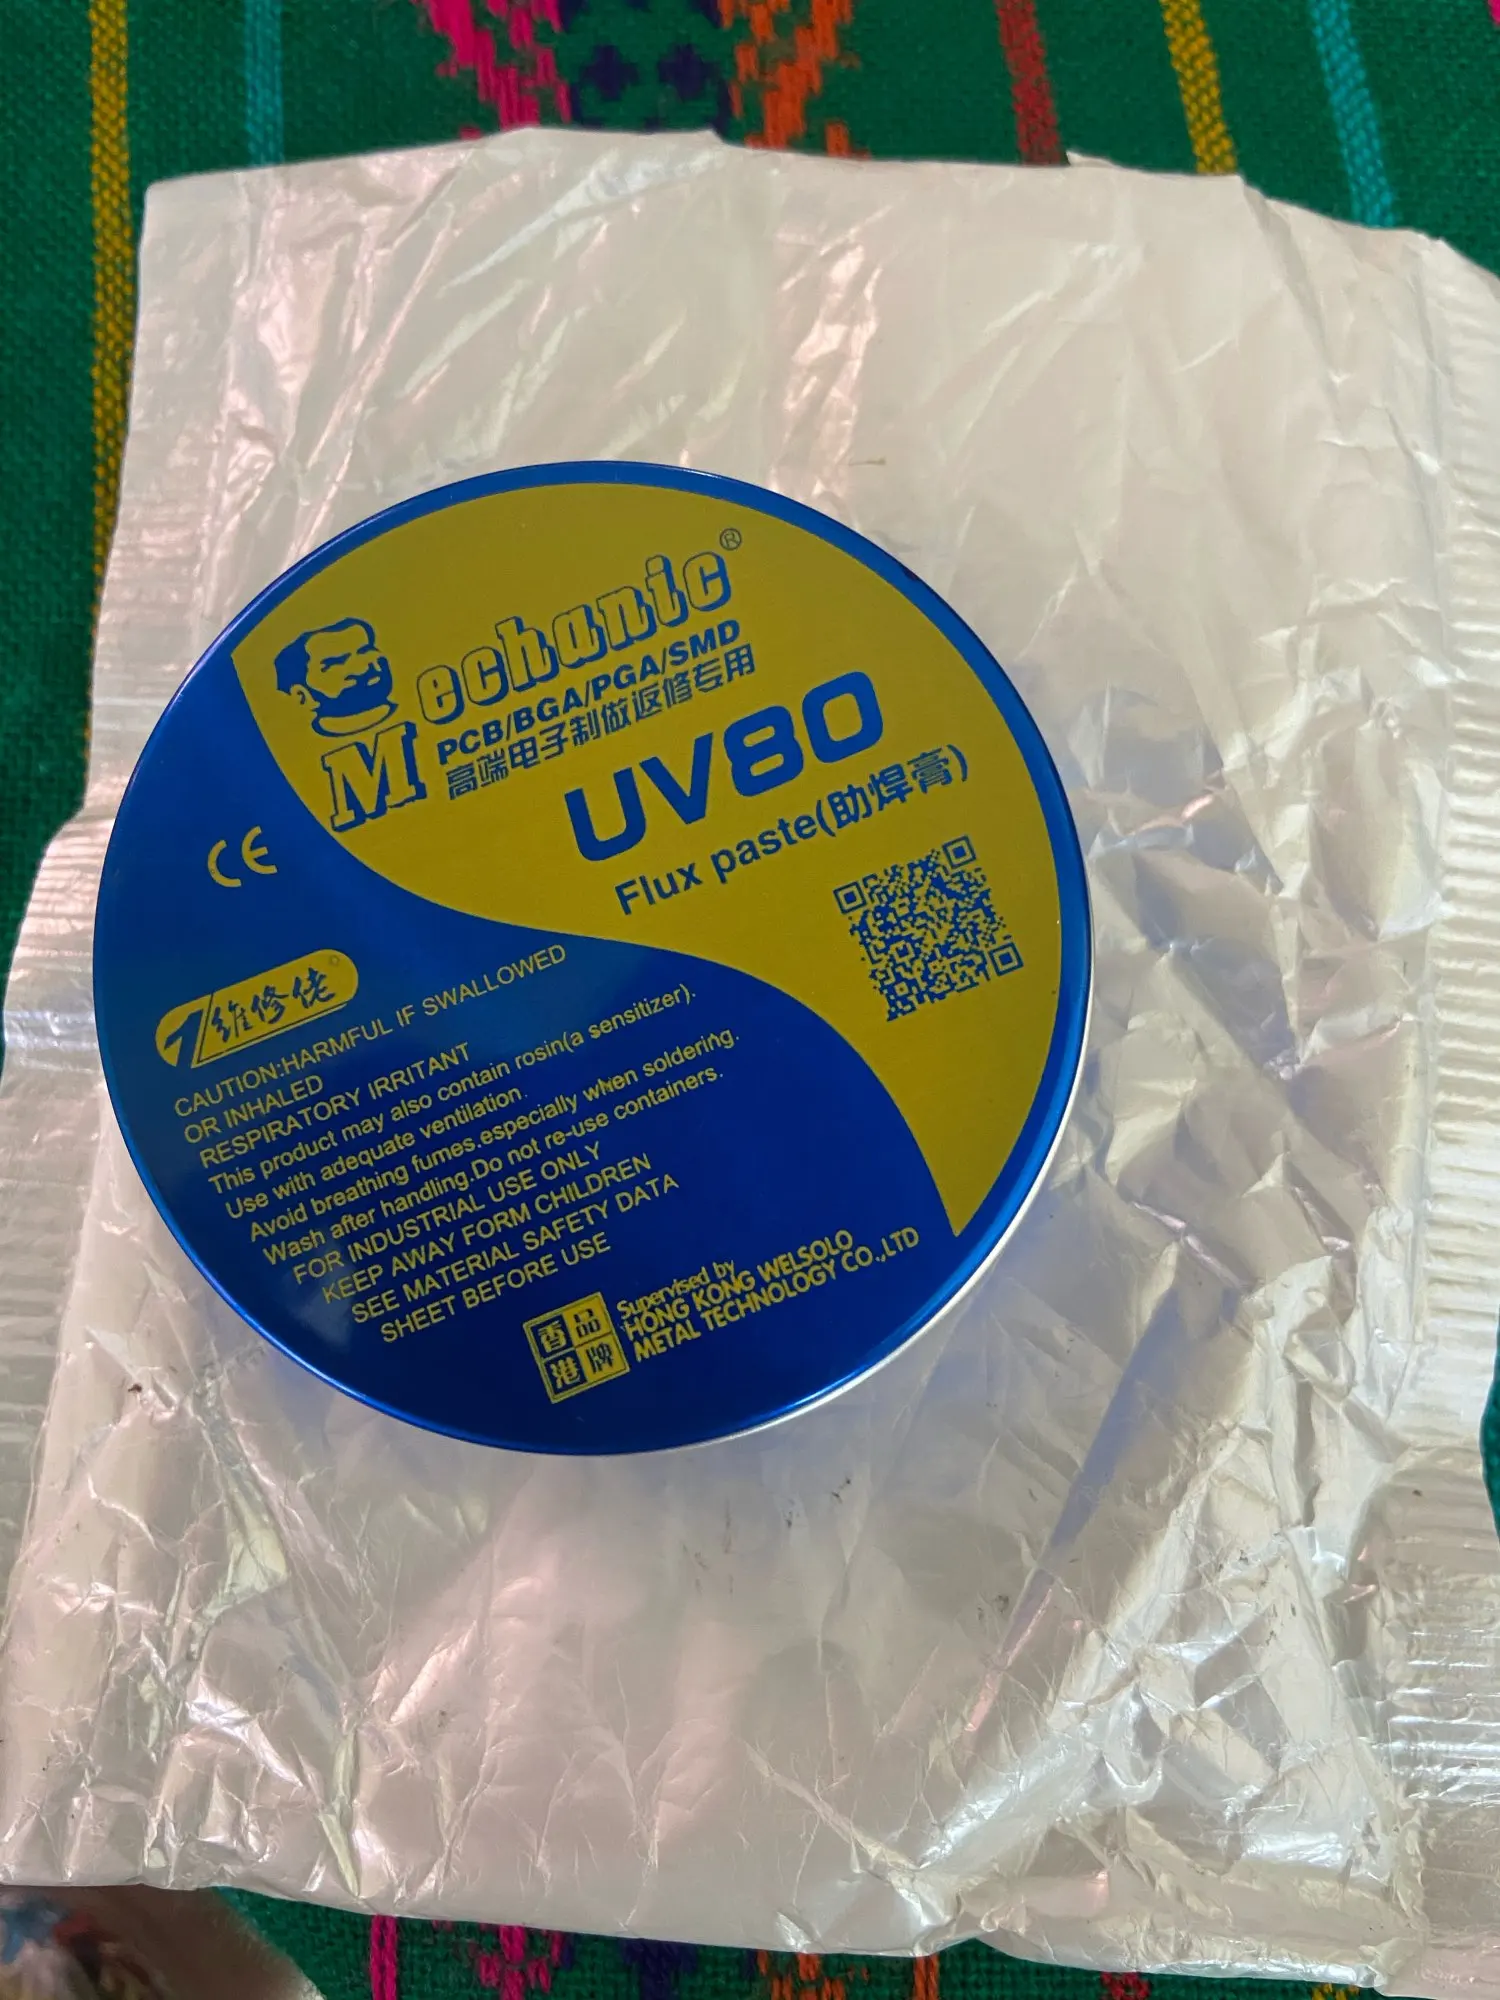 Mechanic®
PCB/BGA/PGA/SMD
高端电子制做返修专用
UV80
Flux paste(助焊膏)
CE
维修佬
CAUTION:HARMFUL IF SWALLOWED
OR INHALED
RESPIRATORY IRRITANT
This product may also contain rosin(a sensitizer).
Use with adequate ventilation.
Avoid breathing fumes especially when soldering.
Wash after handling.Do not re-use containers.
FOR INDUSTRIAL USE ONLY
KEEP AWAY FORM CHILDREN
SEE MATERIAL SAFETY DATA
SHEET BEFORE USE
香港品牌
Supervised by
HONG KONG WELSOLO
METAL TECHNOLOGY CO.,LTD